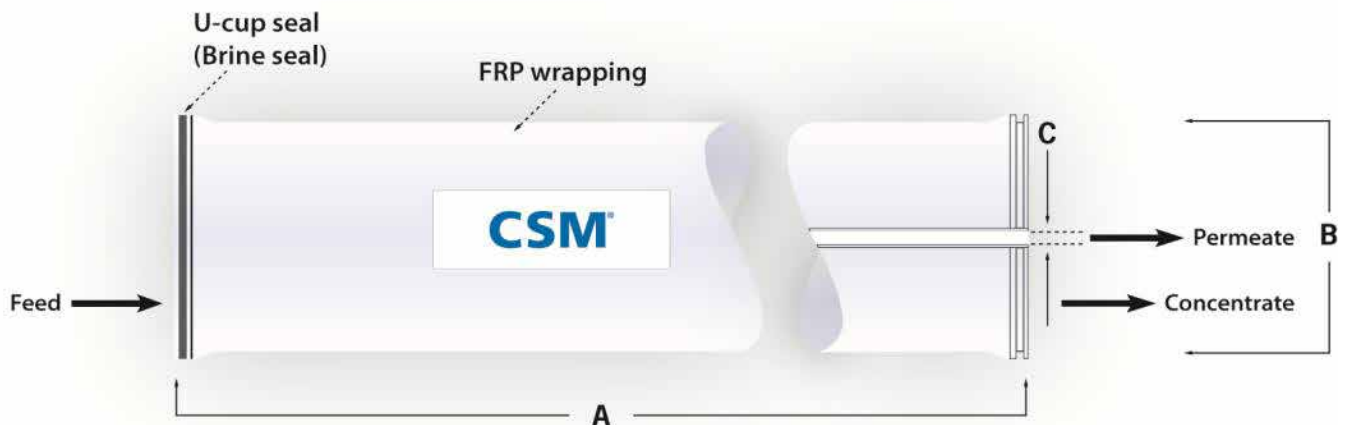 U-cup seal
(Brine seal)
FRP wrapping
C
CSM®
Permeate
B
Feed
Concentrate
A